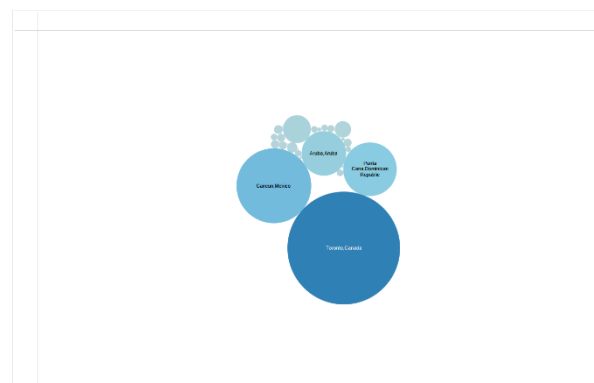 Aruba, Aruba
Punta
Cana, Dominican
Republic
Cancun, Mexico
Toronto, Canada